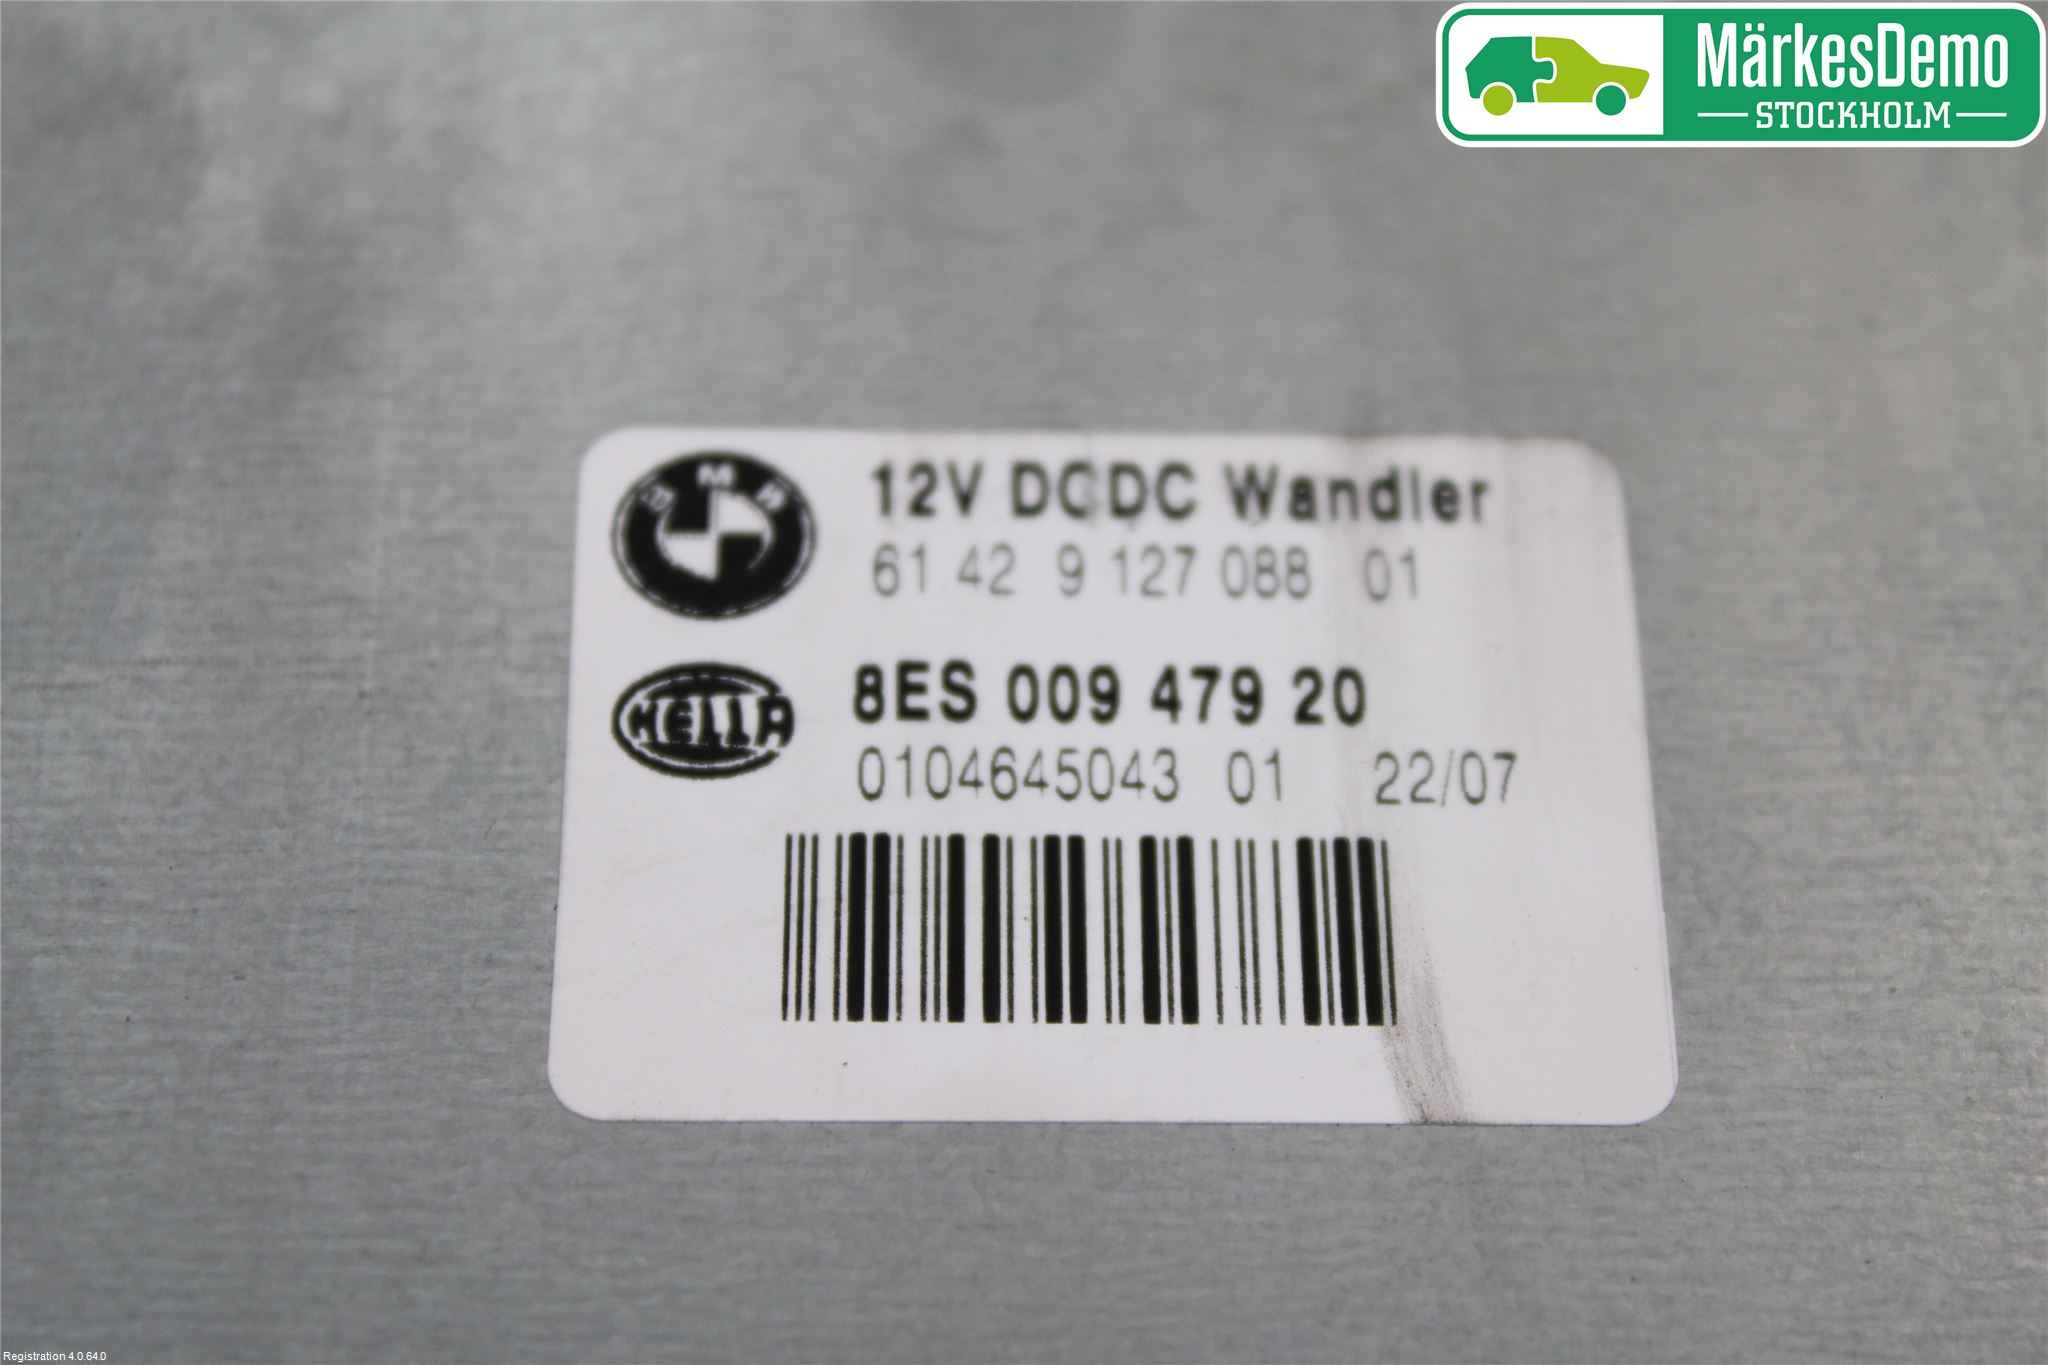 MärkesDemo
STOCKHOLM
BMW
12V DCDC Wandler
61 42 9 127 088 01
HELLA
8ES 009 479 20
0104645043 01 22/07
Registration 4.0.64.0